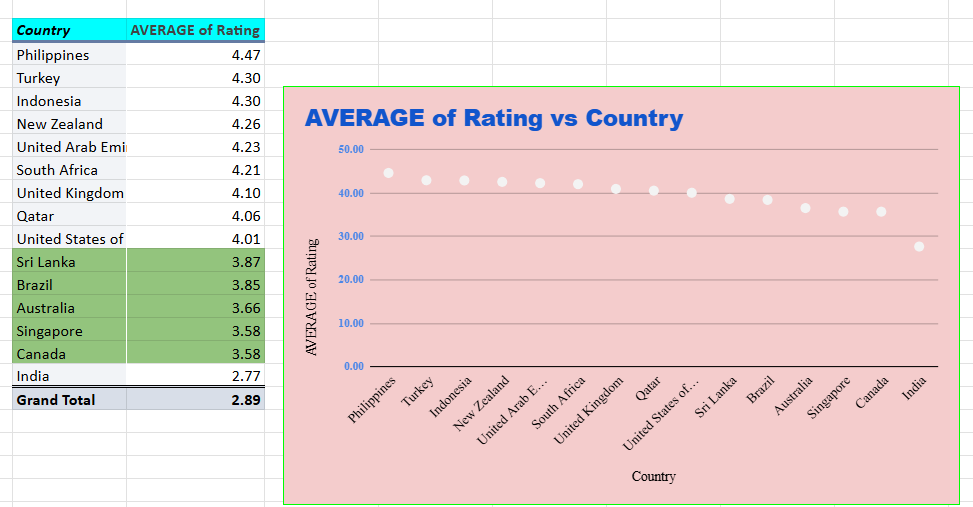 Country AVERAGE of Rating
Philippines 4.47
Turkey 4.30
Indonesia 4.30
New Zealand 4.26
United Arab Emi 4.23
South Africa 4.21
United Kingdom 4.10
Qatar 4.06
United States of 4.01
Sri Lanka 3.87
Brazil 3.85
Australia 3.66
Singapore 3.58
Canada 3.58
India 2.77
Grand Total 2.89
AVERAGE of Rating vs Country
50.00
40.00
30.00
20.00
10.00
0.00
AVERAGE of Rating
Philippines
Turkey
Indonesia
New Zealand
United Arab E...
South Africa
United Kingdom
Qatar
United States of...
Sri Lanka
Brazil
Australia
Singapore
Canada
India
Country